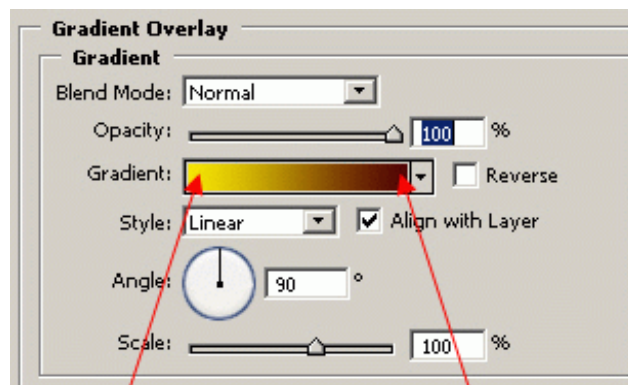 Gradient Overlay
Gradient
Blend Mode: Normal
Opacity: 100 %
Gradient: Reverse
Style: Linear Align with Layer
Angle: 90 °
Scale: 100 %